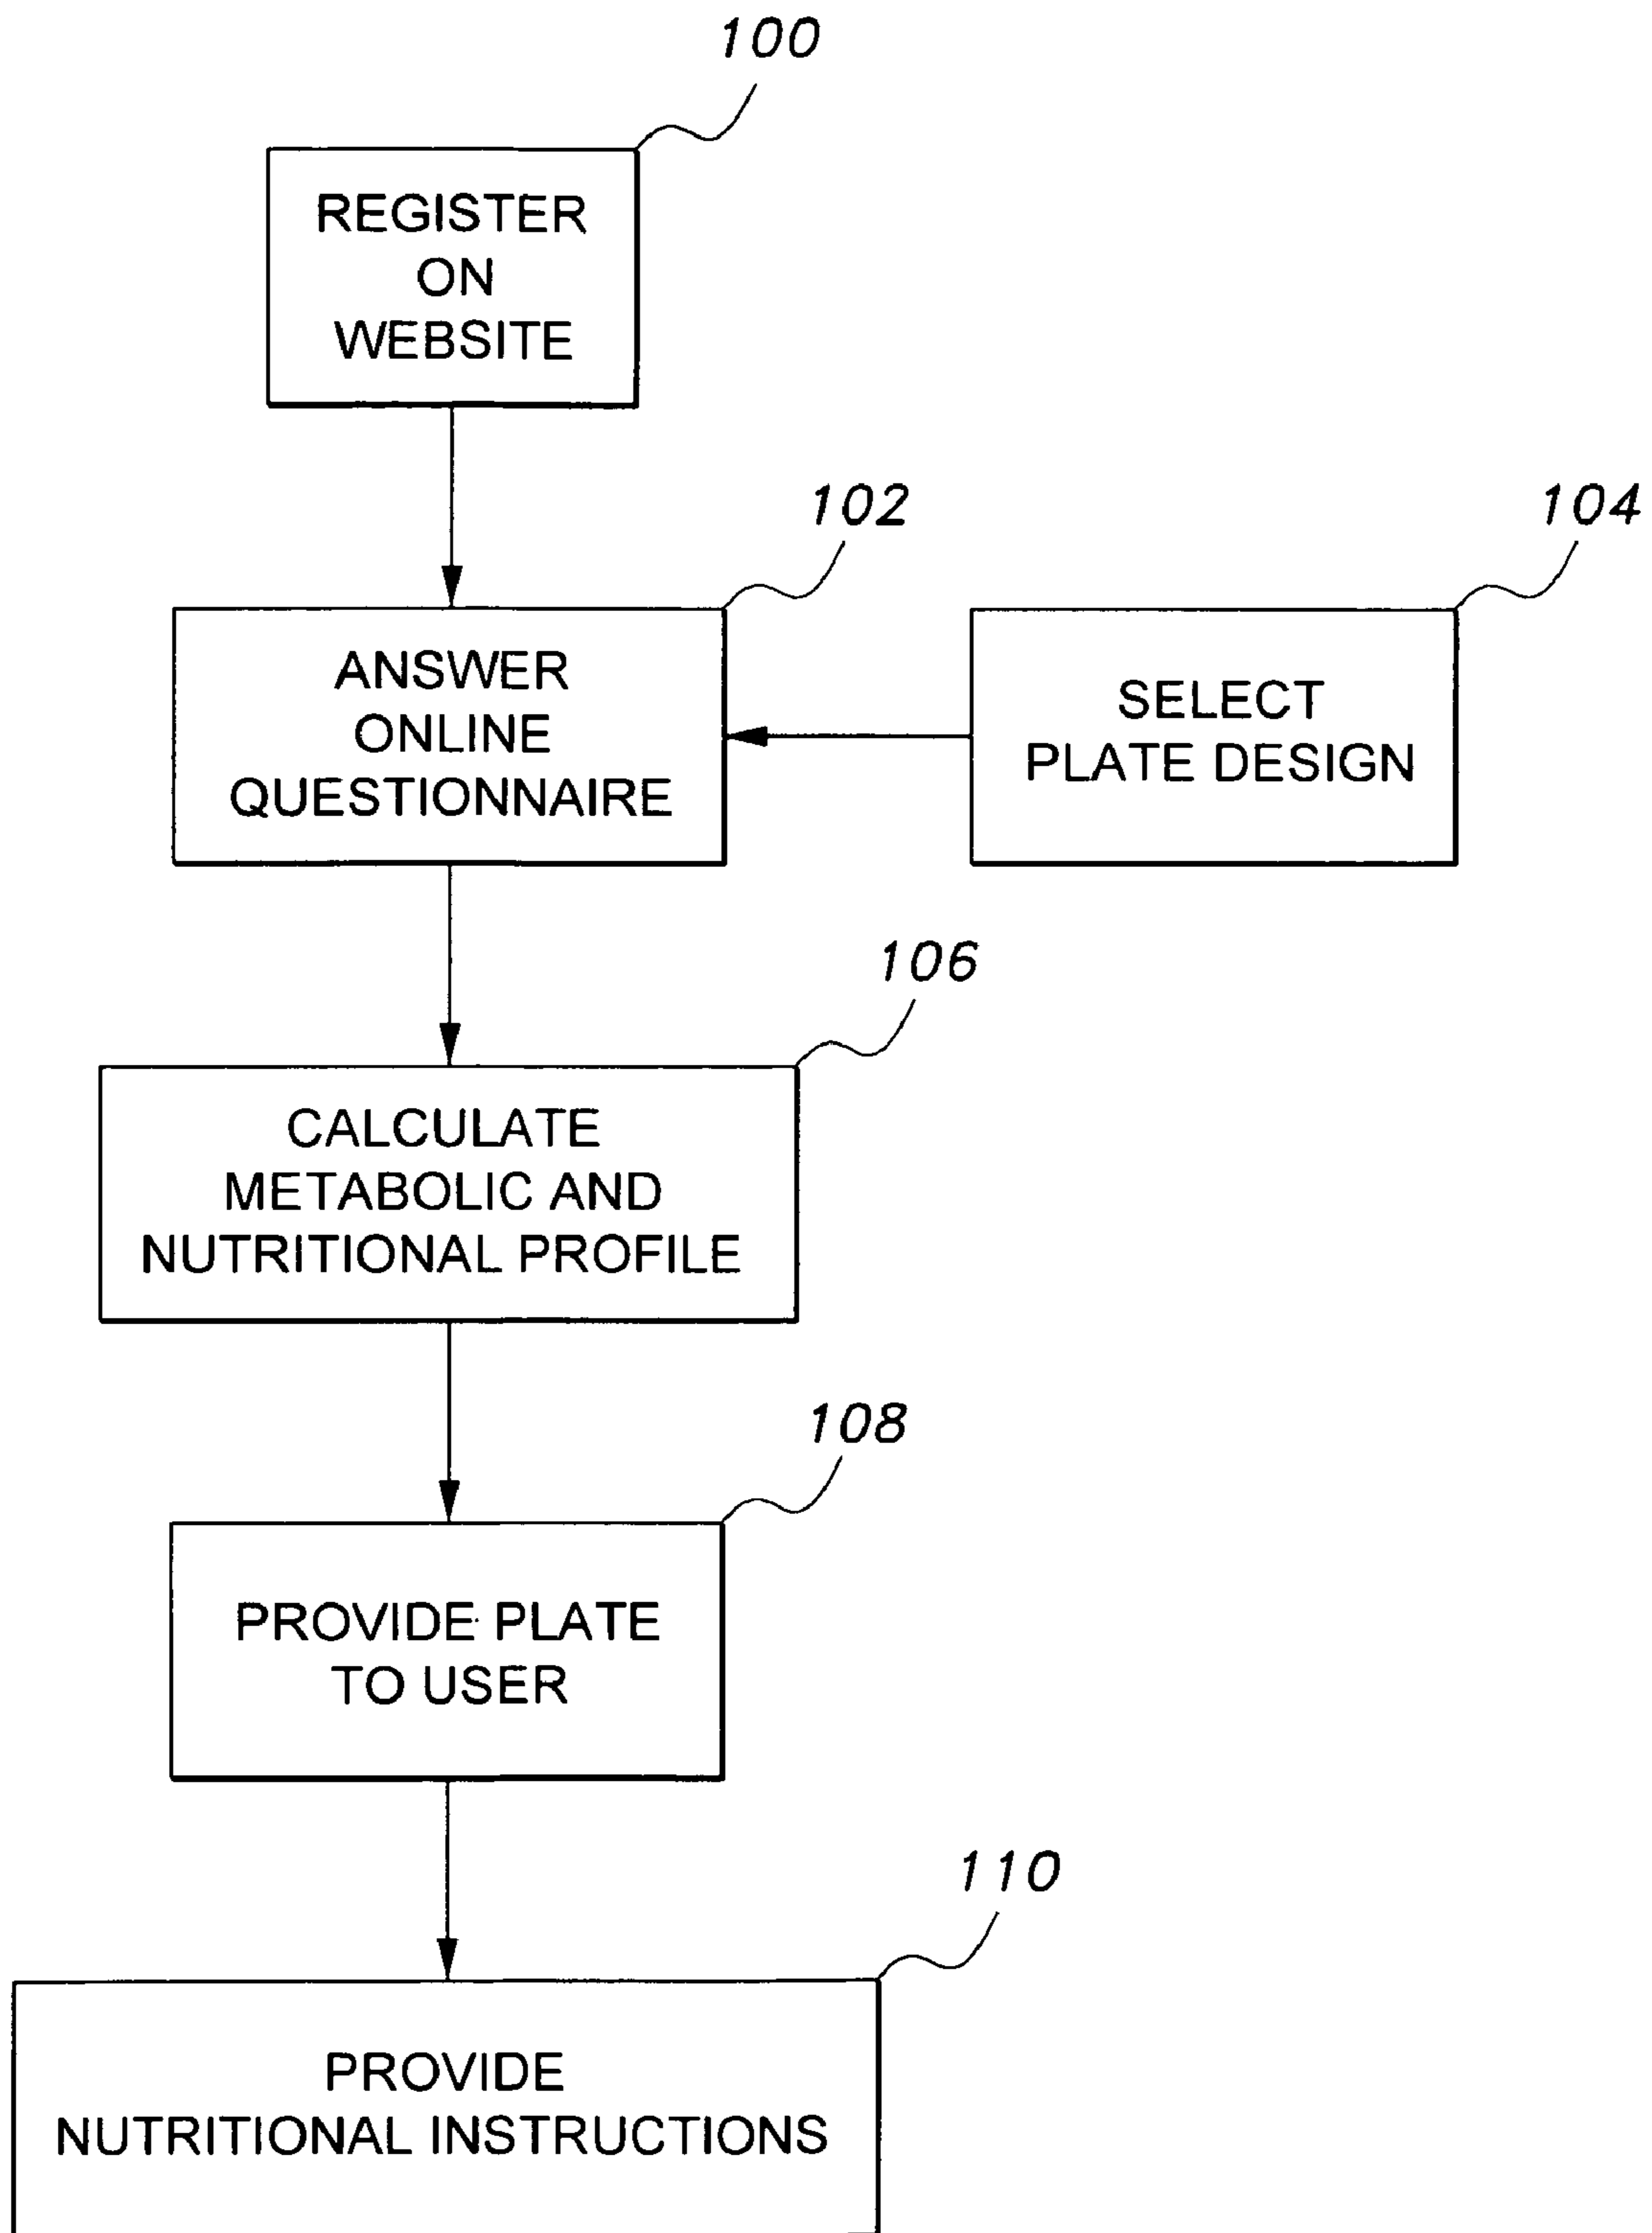 100
REGISTER
ON
WEBSITE
102
ANSWER
ONLINE
QUESTIONNAIRE
104
SELECT
PLATE DESIGN
106
CALCULATE
METABOLIC AND
NUTRITIONAL PROFILE
108
PROVIDE PLATE
TO USER
110
PROVIDE
NUTRITIONAL INSTRUCTIONS